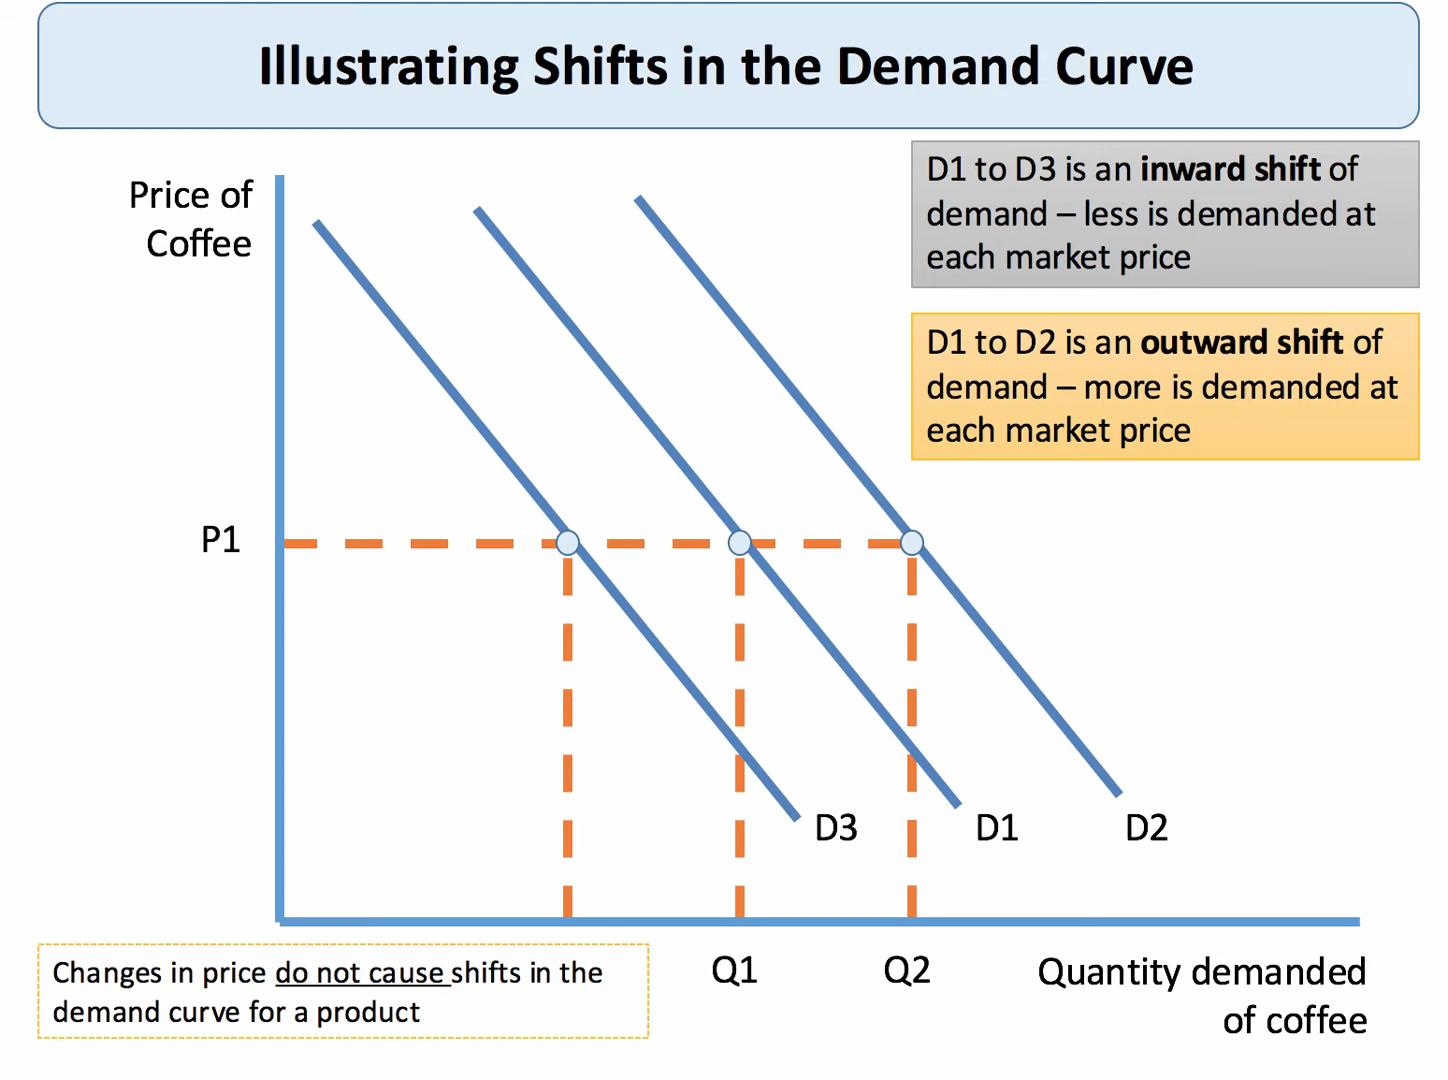 Illustrating Shifts in the Demand Curve
Price of
Coffee
D1 to D3 is an inward shift of
demand – less is demanded at
each market price
D1 to D2 is an outward shift of
demand – more is demanded at
each market price
P1
D3
D1
D2
Q1
Q2
Quantity demanded
of coffee
Changes in price do not cause shifts in the
demand curve for a product